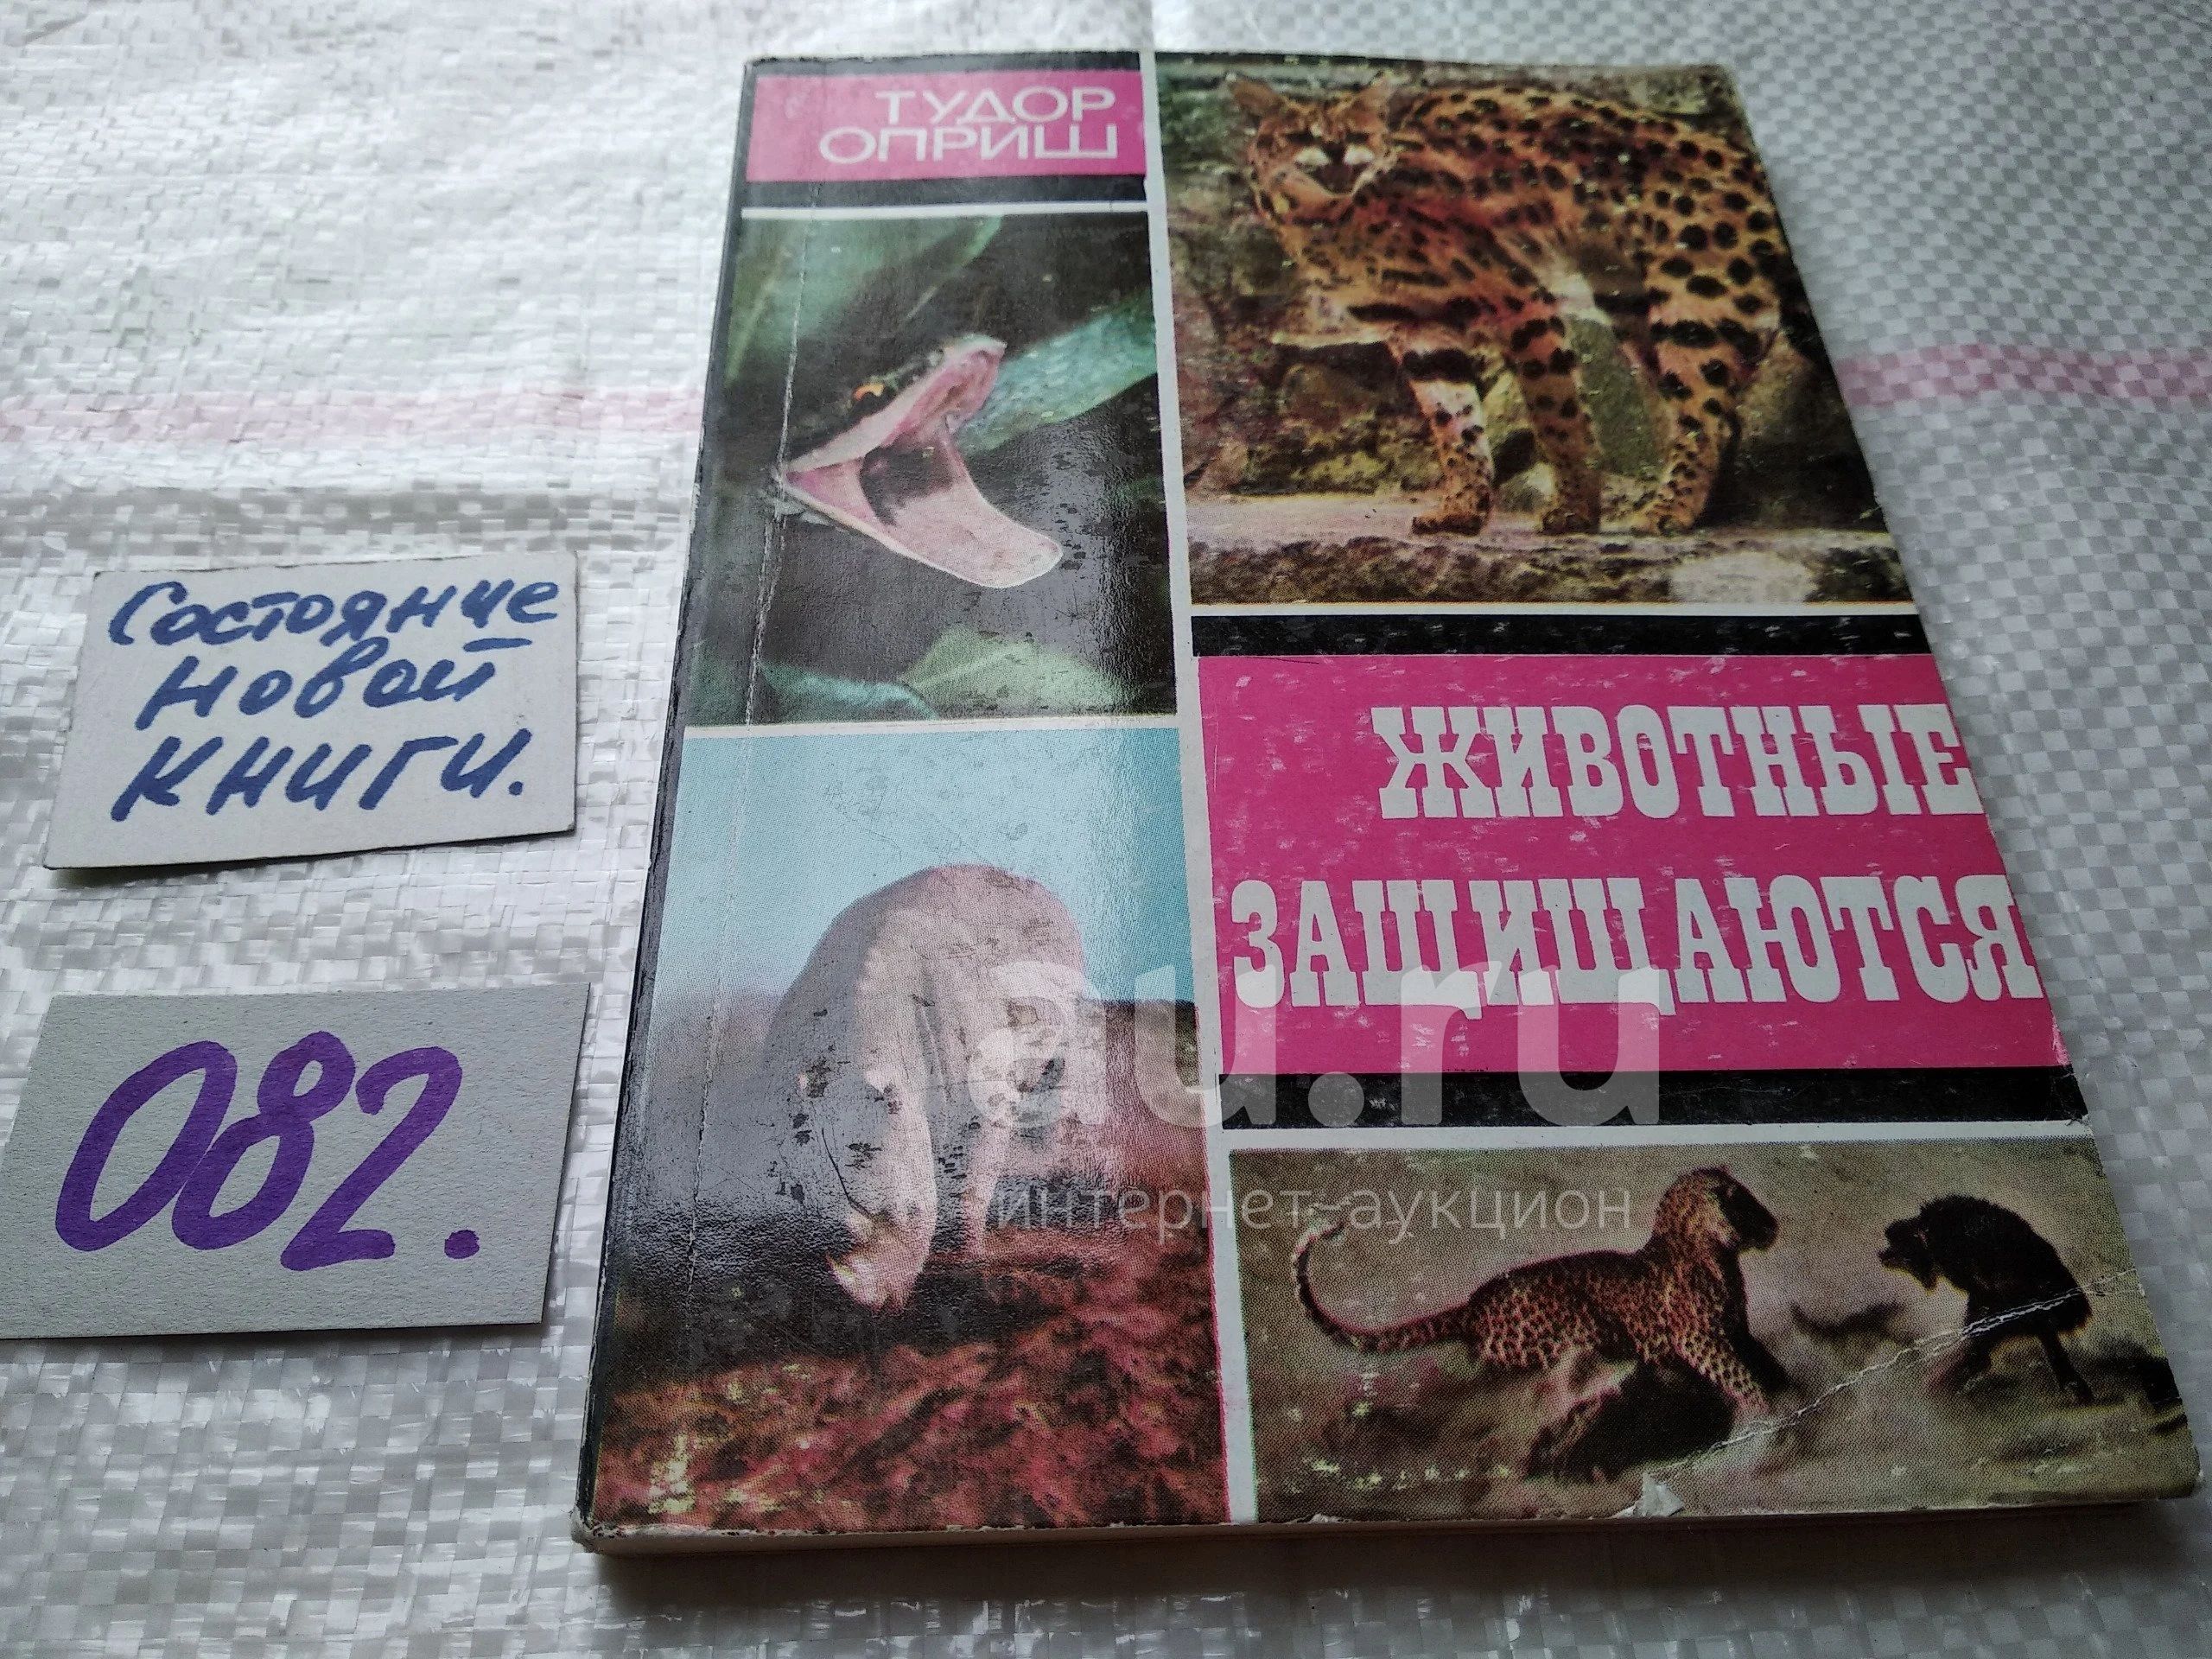 ТУДОР
ОПРИШ
ЖИВОТНЫЕ
ЗАЩИЩАЮТСЯ
Состояние
новой
книги.
082.
au.ru
интернет-аукцион